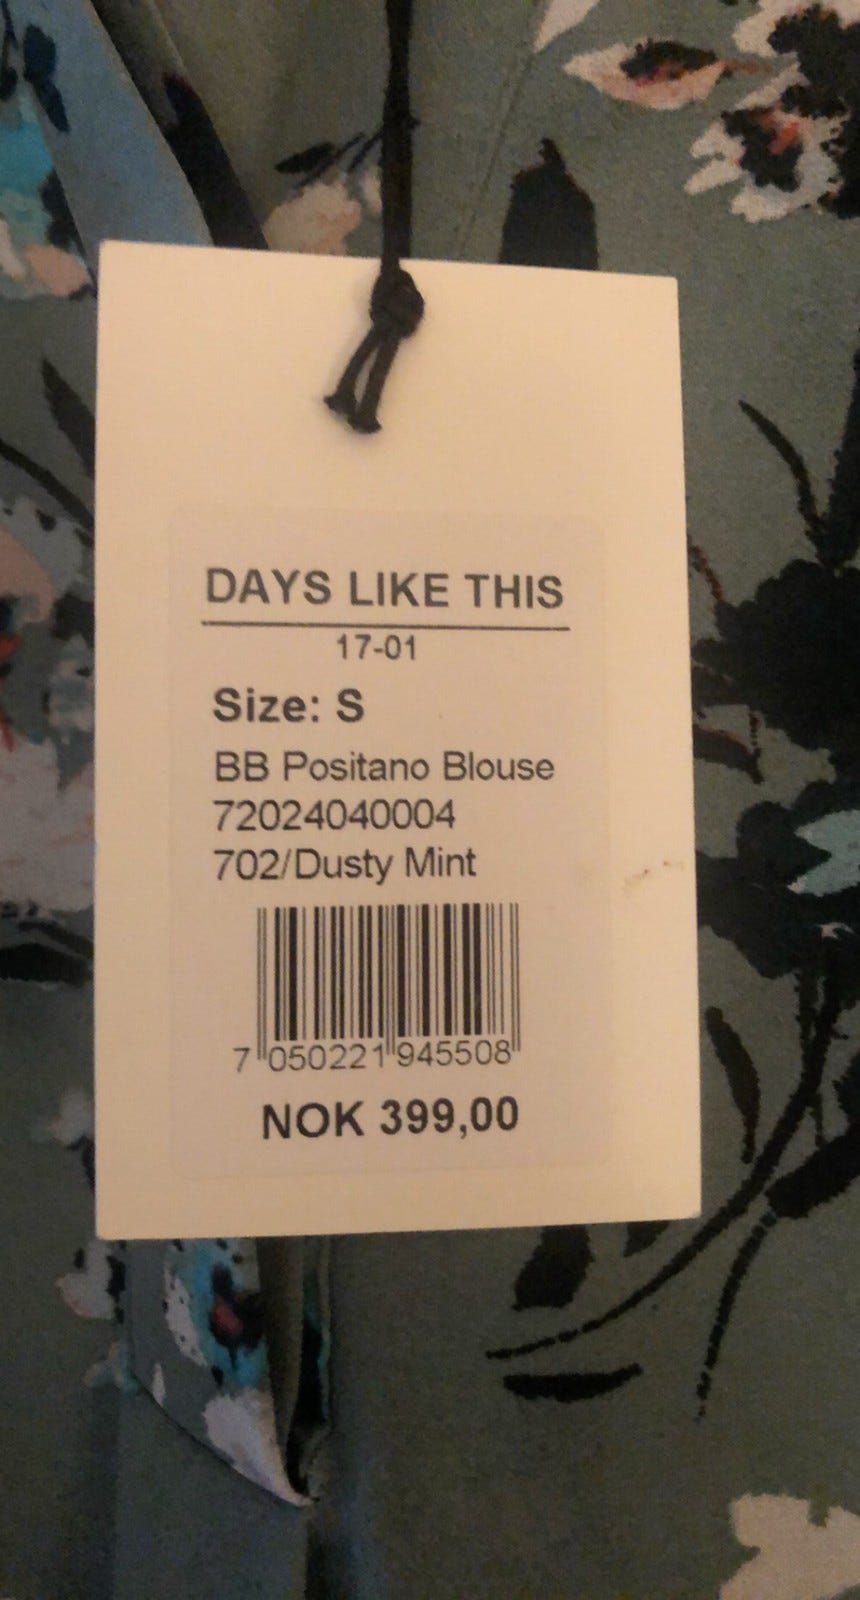 DAYS LIKE THIS
17-01
Size: S
BB Positano Blouse
72024040004
702/Dusty Mint
7 050221 945508
NOK 399,00